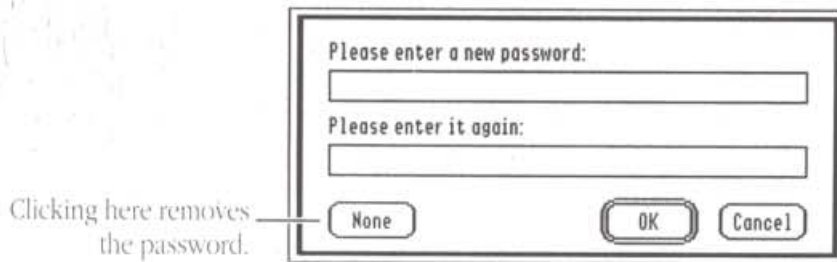 Please enter a new password:
Please enter it again:
Clicking here removes
the password.
None
OK
Cancel